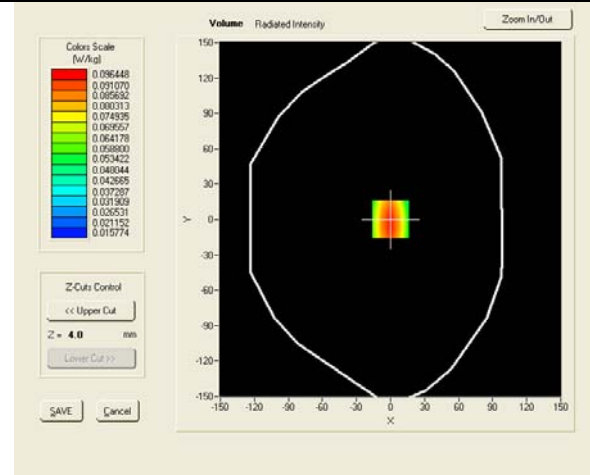 Volume Radiated Intensity
Zoom In/Out
Colors Scale
(W/kg)
0.096448
0.091070
0.085692
0.080313
0.074935
0.069557
0.064178
0.058800
0.053422
0.048044
0.042665
0.037287
0.031909
0.026531
0.021152
0.015774
Z-Cuts Control
<< Upper Cut
Z = 4.0 mm
Lower Cut >>
SAVE Cancel
150-
120-
90-
60-
30-
Y 0-
-30-
-60-
-90-
-120-
-150-
-150 -120 -90 -60 -30 0 30 60 90 120 150
X